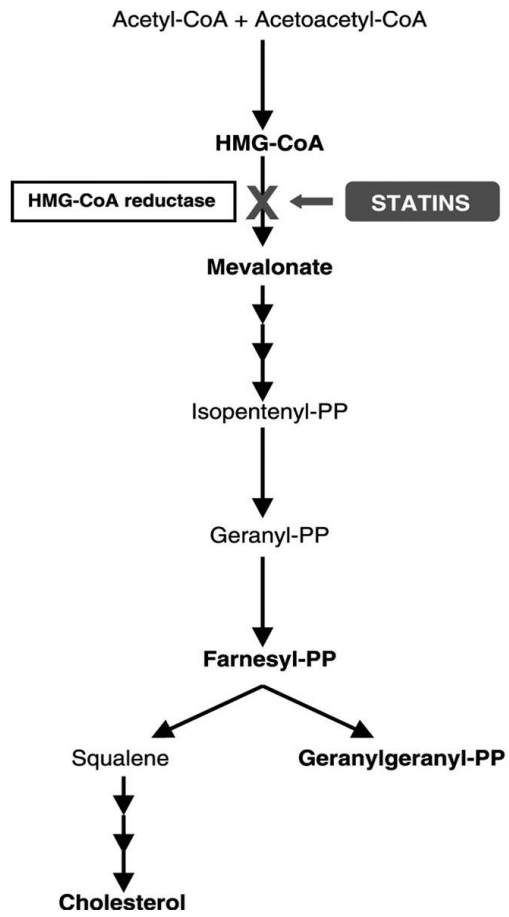 Acetyl-CoA + Acetoacetyl-CoA
HMG-CoA
HMG-CoA reductase
X
STATINS
Mevalonate
Isopentenyl-PP
Geranyl-PP
Farnesyl-PP
Squalene
Geranylgeranyl-PP
Cholesterol